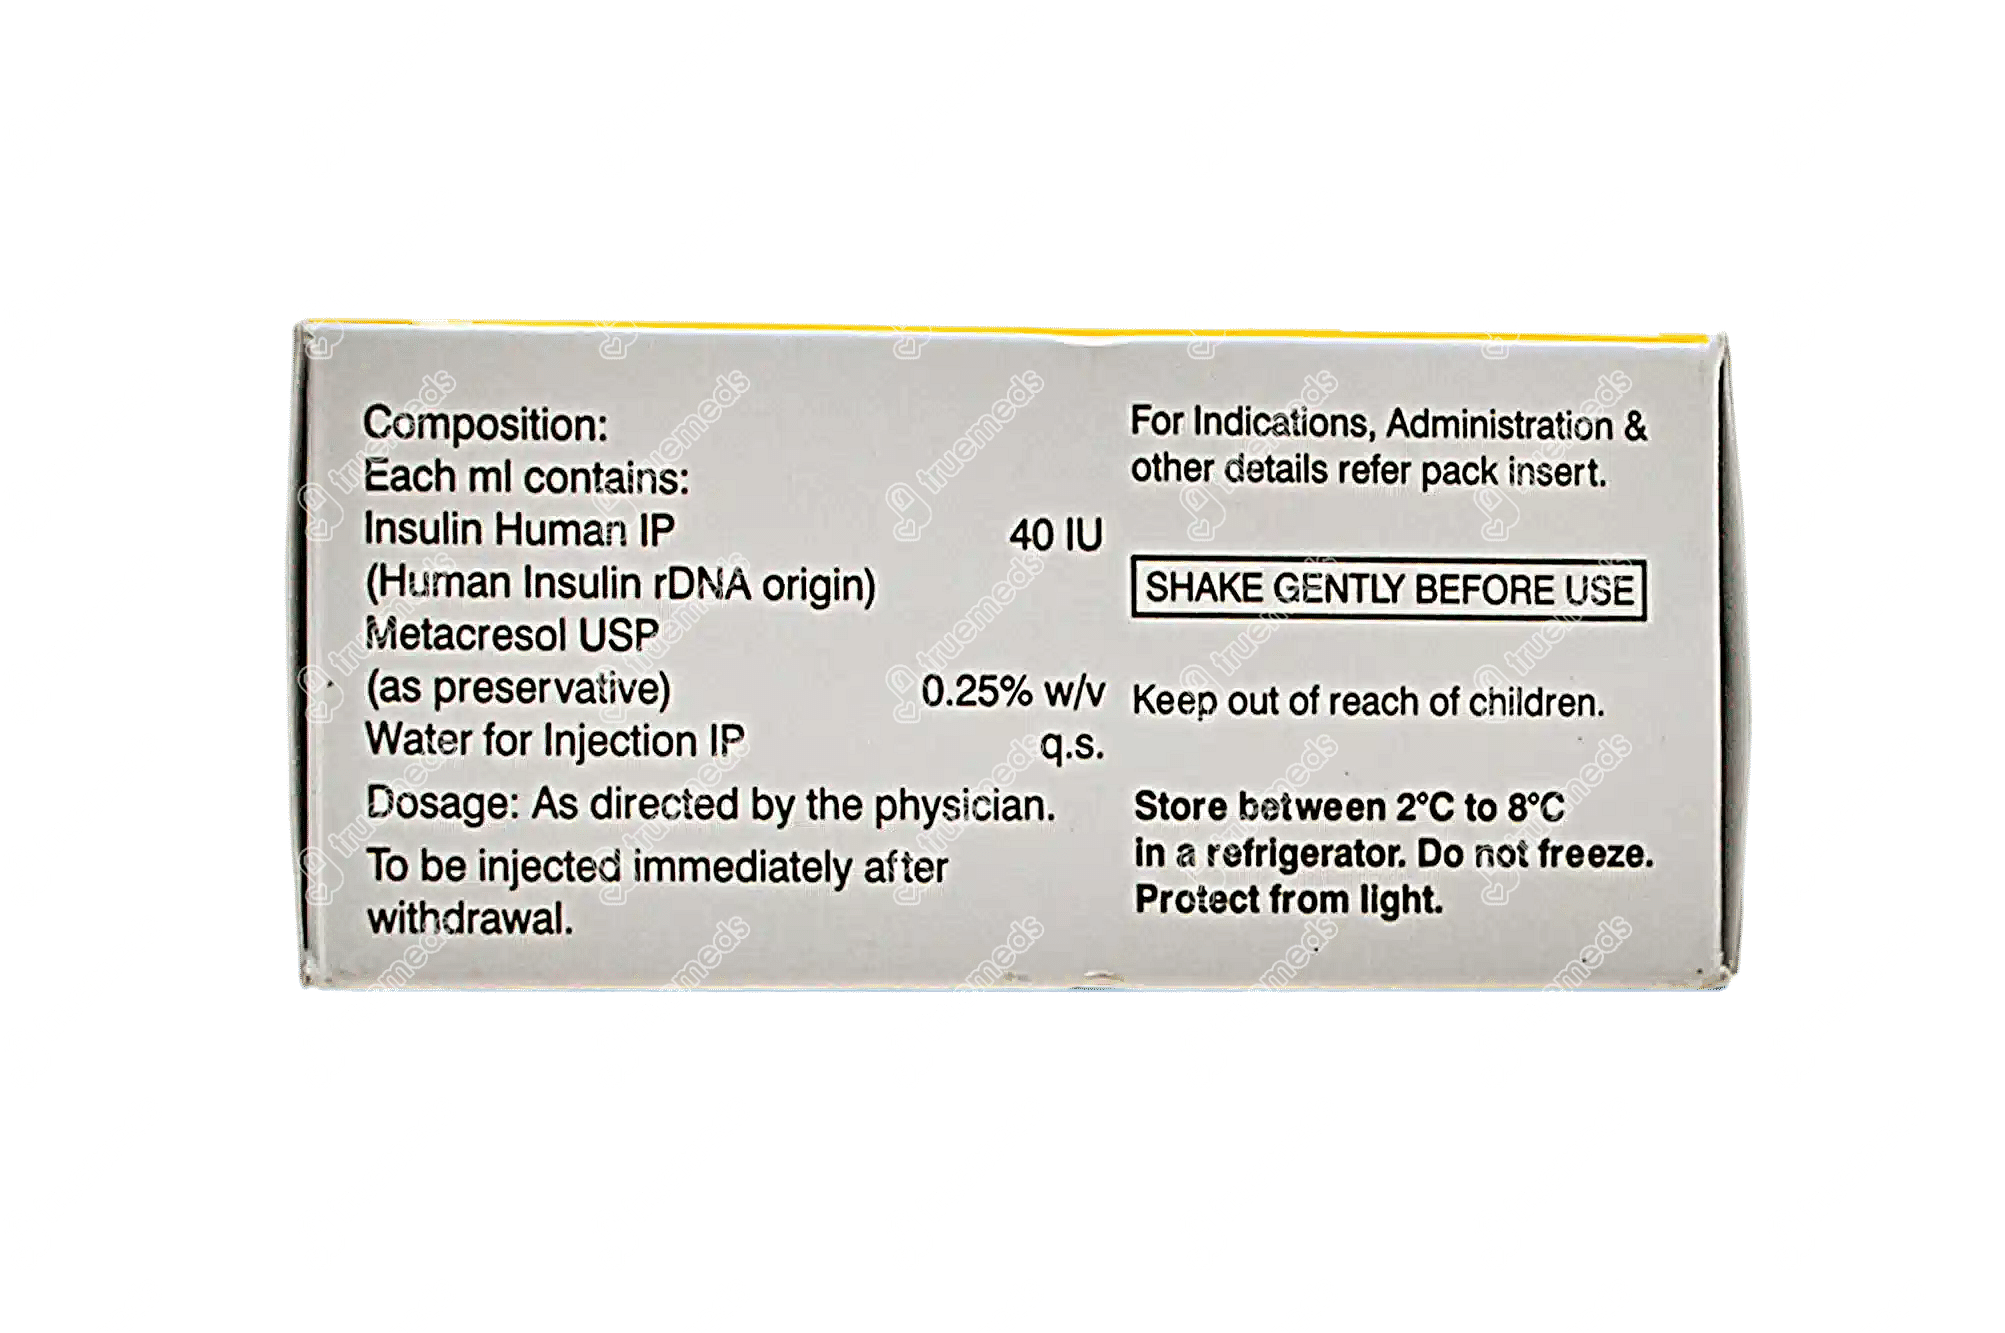 Composition:
Each ml contains:
Insulin Human IP 40 IU
(Human Insulin rDNA origin)
Metacresol USP
(as preservative) 0.25% w/v
Water for Injection IP q.s.
Dosage: As directed by the physician.
To be injected immediately after
withdrawal.
For Indications, Administration &
other details refer pack insert.
SHAKE GENTLY BEFORE USE
Keep out of reach of children.
Store between 2°C to 8°C
in a refrigerator. Do not freeze.
Protect from light.
truemeds